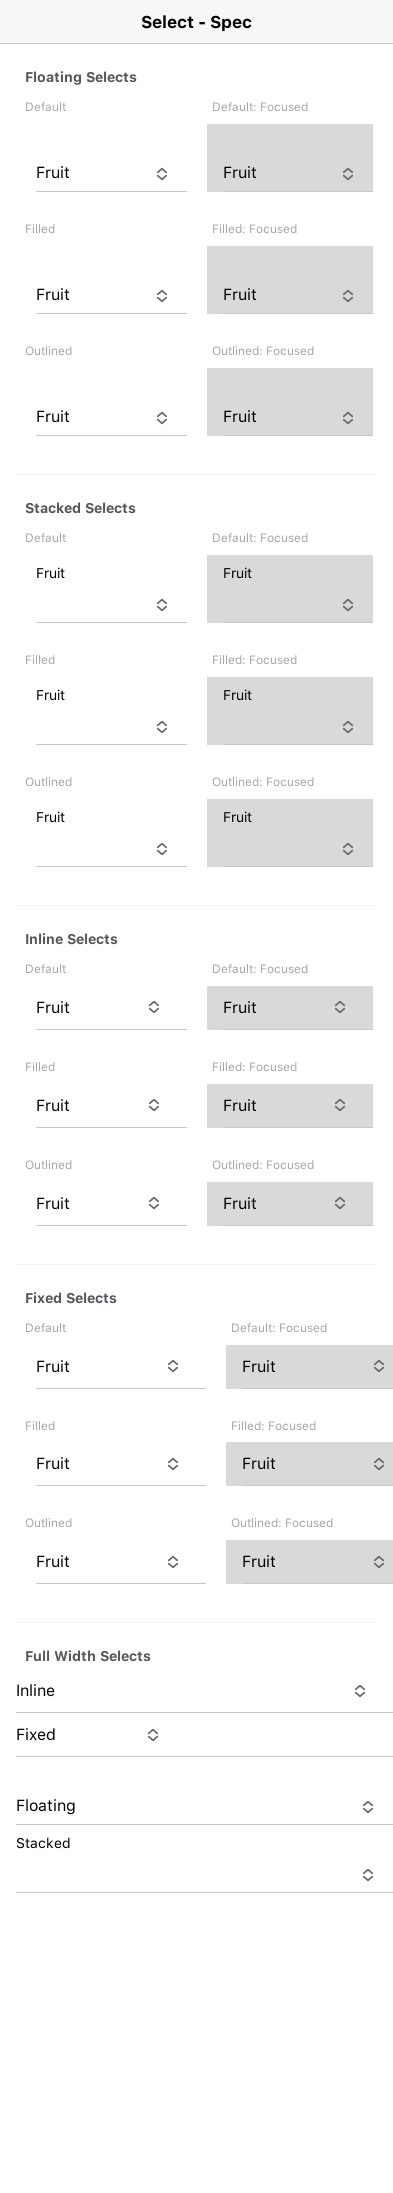 Select - Spec
Floating Selects
Default Default: Focused
Fruit Fruit
Filled Filled: Focused
Fruit Fruit
Outlined Outlined: Focused
Fruit Fruit
Stacked Selects
Default Default: Focused
Fruit Fruit
Filled Filled: Focused
Fruit Fruit
Outlined Outlined: Focused
Fruit Fruit
Inline Selects
Default Default: Focused
Fruit Fruit
Filled Filled: Focused
Fruit Fruit
Outlined Outlined: Focused
Fruit Fruit
Fixed Selects
Default Default: Focused
Fruit Fruit
Filled Filled: Focused
Fruit Fruit
Outlined Outlined: Focused
Fruit Fruit
Full Width Selects
Inline
Fixed
Floating
Stacked